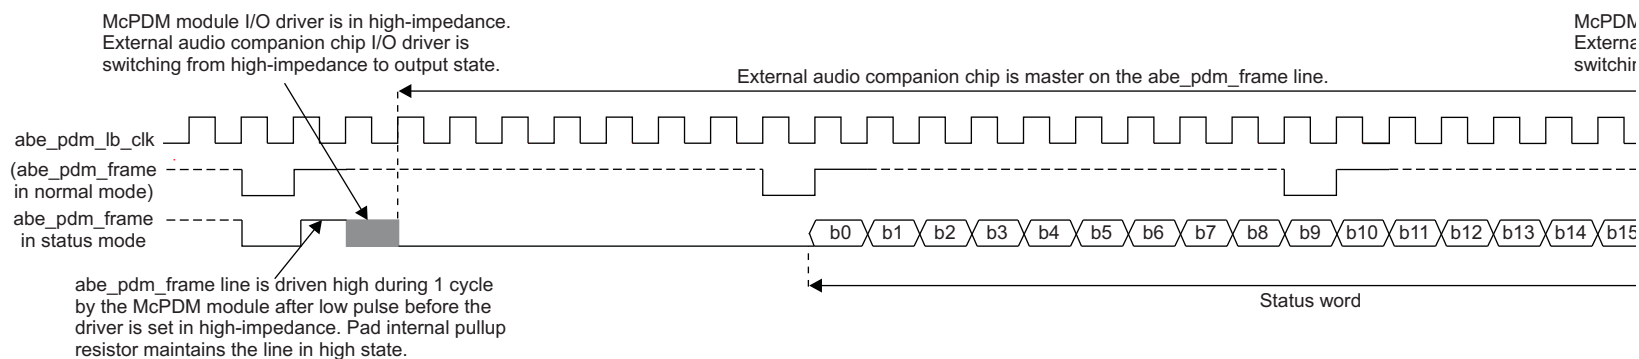 McPDM module I/O driver is in high-impedance.
External audio companion chip I/O driver is
switching from high-impedance to output state.
McPDM
Externa
switchin
External audio companion chip is master on the abe_pdm_frame line.
abe_pdm_lb_clk
(abe_pdm_frame
in normal mode)
abe_pdm_frame
in status mode
b0 b1 b2 b3 b4 b5 b6 b7 b8 b9 b10 b11 b12 b13 b14 b15
abe_pdm_frame line is driven high during 1 cycle
by the McPDM module after low pulse before the
driver is set in high-impedance. Pad internal pullup
resistor maintains the line in high state.
Status word